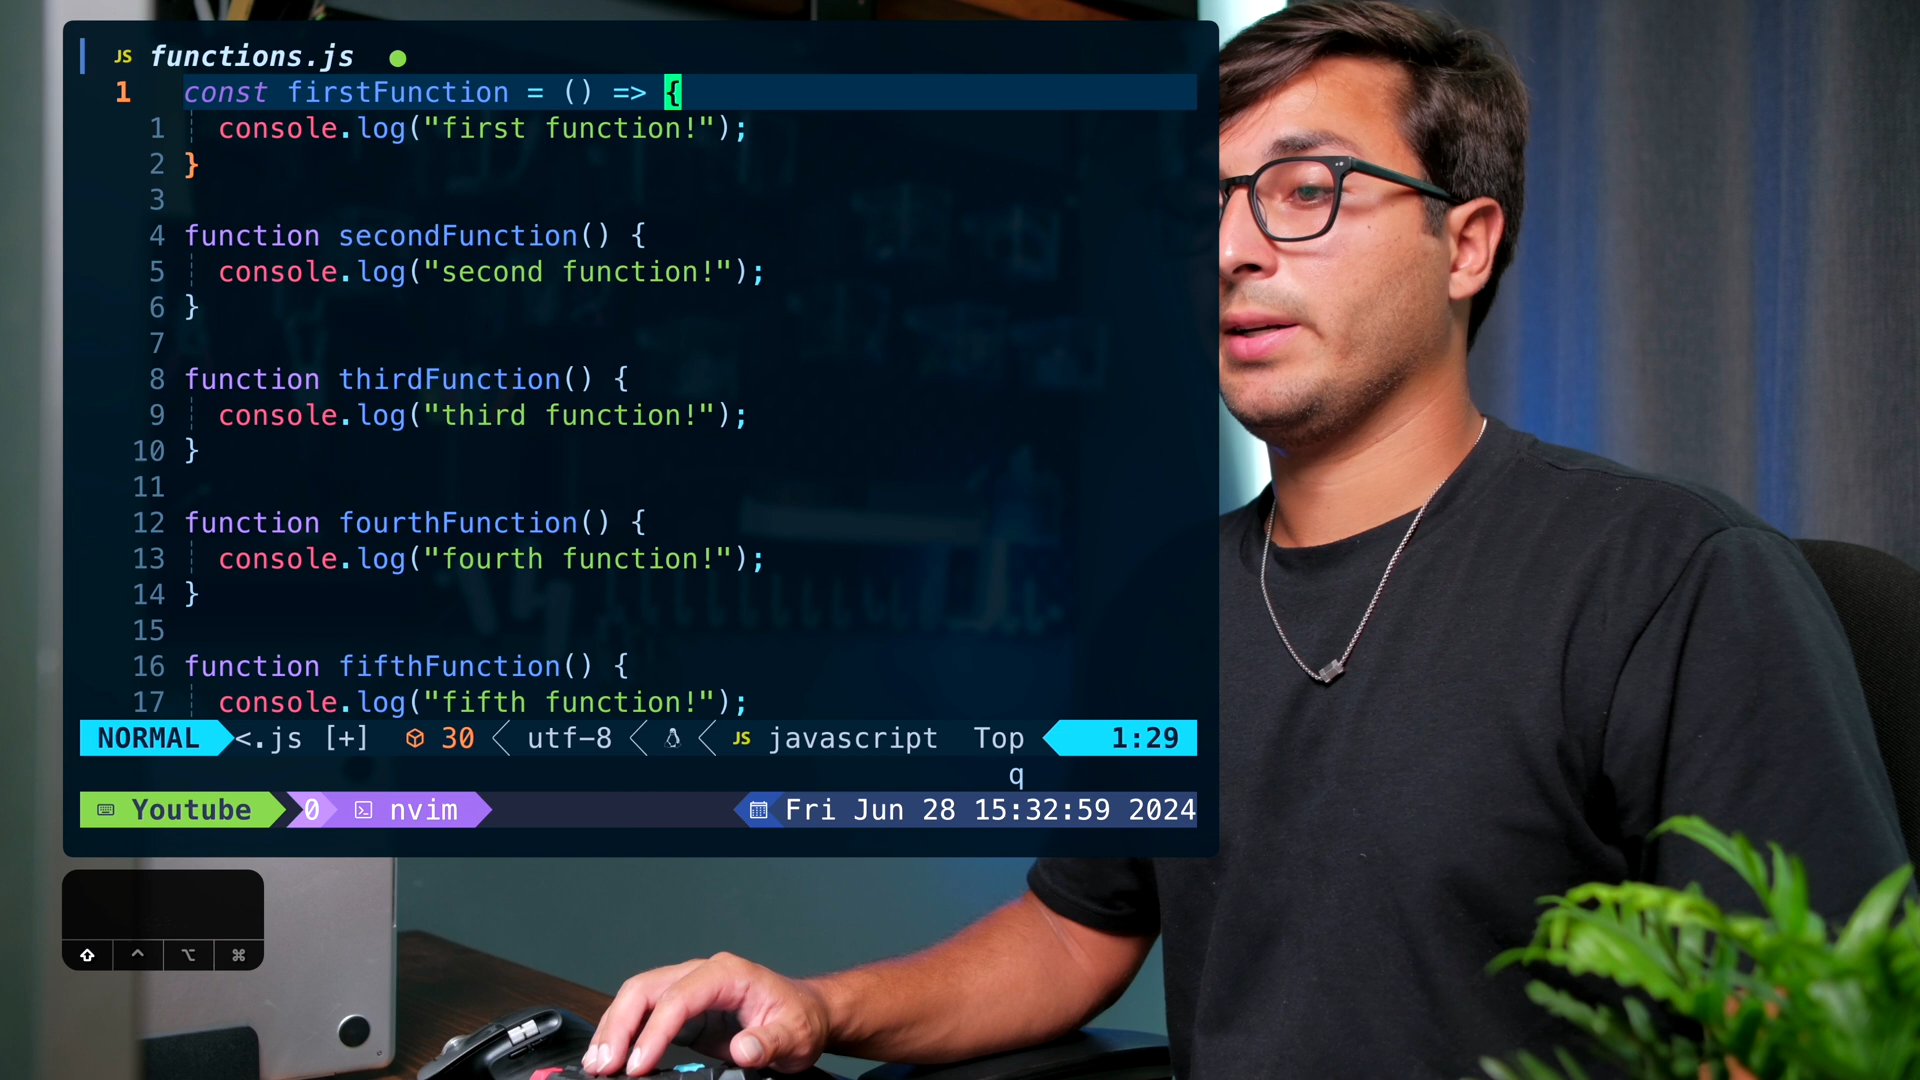 JS functions.js
1 const firstFunction = () => {
1 console.log("first function!");
2 }
3
4 function secondFunction() {
5 console.log("second function!");
6 }
7
8 function thirdFunction() {
9 console.log("third function!");
10 }
11
12 function fourthFunction() {
13 console.log("fourth function!");
14 }
15
16 function fifthFunction() {
17 console.log("fifth function!");
NORMAL <.js [+] 30 utf-8 JS javascript Top 1:29
q
Youtube 0 nvim Fri Jun 28 15:32:59 2024